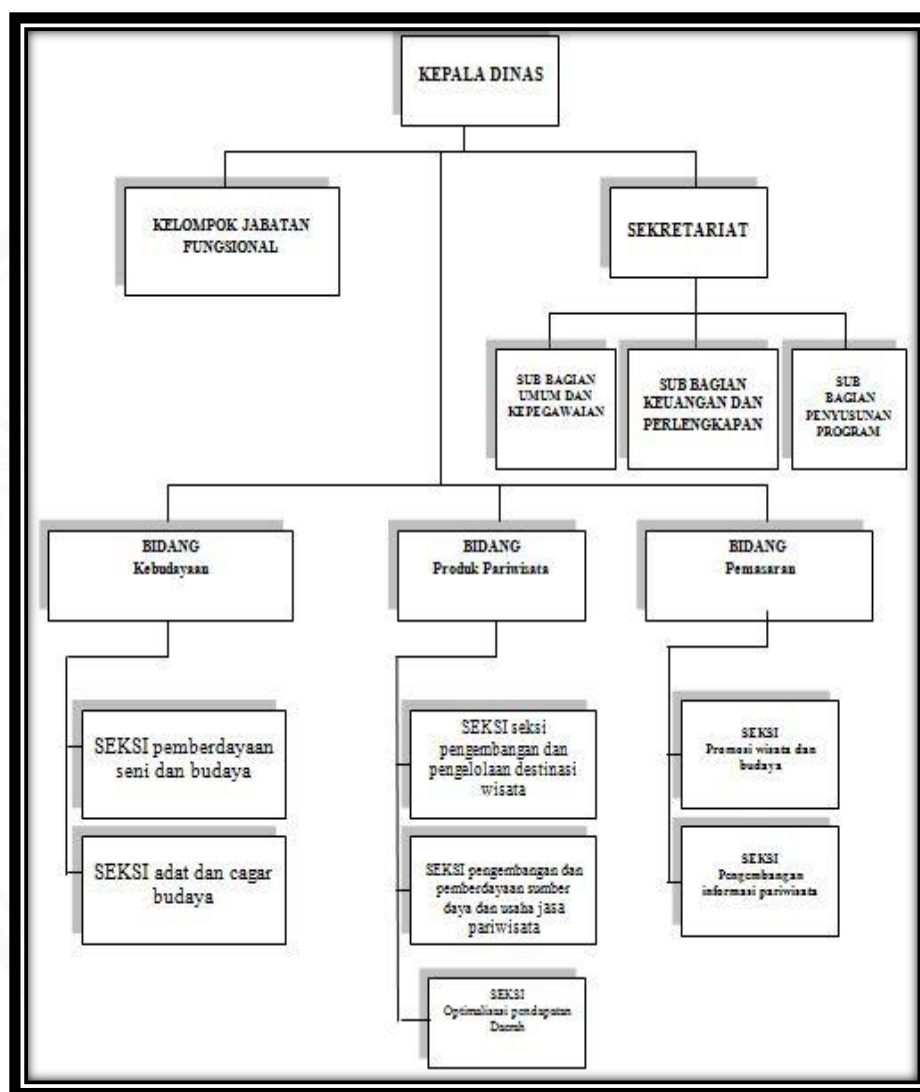 KEPALA DINAS
KELOMPOK JABATAN
FUNGSIONAL
SEKRETARIAT
SUB BAGIAN
UMUM DAN
KEPEGAWAIAN
SUB BAGIAN
KEUANGAN DAN
PERLENGKAPAN
SUB
BAGIAN
PENYUSUNAN
PROGRAM
BIDANG
Kebudayaan
BIDANG
Produk Pariwisata
BIDANG
Pemasaran
SEKSI pemberdayaan
seni dan budaya
SEKSI adat dan cagar
budaya
SEKSI seksi
pengembangan dan
pengelolaan destinasi
wisata
SEKSI pengembangan dan
pemberdayaan sumber
daya dan usaha jasa
pariwisata
SEKSI
Optimalisasi pendapatan
Daerah
SEKSI
Promosi wisata dan
budaya
SEKSI
Pengembangan
informasi pariwisata